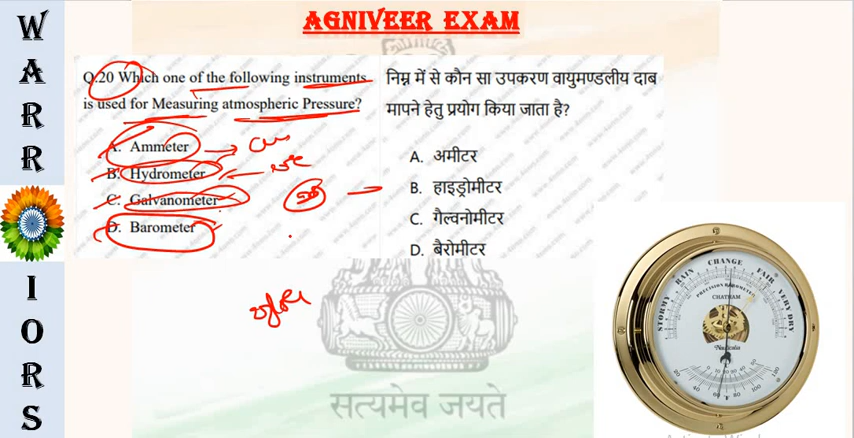 AGNIVEER EXAM
WARR
IORS
Q.20 Which one of the following instruments
is used for Measuring atmospheric Pressure?
A. Ammeter
B. Hydrometer
C. Galvanometer
D. Barometer
निम्न में से कौन सा उपकरण वायुमण्डलीय दाब
मापने हेतु प्रयोग किया जाता है?
A. अमीटर
B. हाइड्रोमीटर
C. गैल्वनोमीटर
D. बैरोमीटर
सत्यमेव जयते
STORMY RAIN CHANGE FAIR VERY DRY
PRECISION BAROMETER
CHATHAM